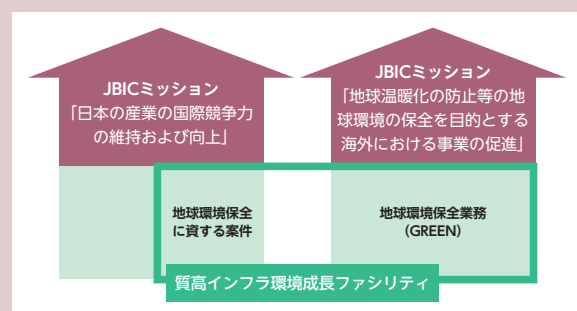 JBICミッション
「日本の産業の国際競争力
の維持および向上」
JBICミッション
「地球温暖化の防止等の地
球環境の保全を目的とする
海外における事業の促進」
地球環境保全
に資する案件
地球環境保全業務
(GREEN)
質高インフラ環境成長ファシリティ